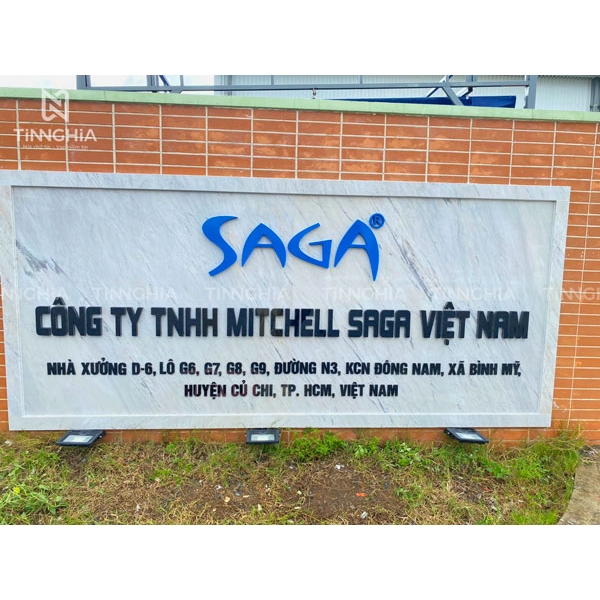 TINNGHIA
SAGA®
CÔNG TY TNHH MITCHELL SAGA VIỆT NAM
NHÀ XƯỞNG D-6, LÔ G6, G7, G8, G9, ĐƯỜNG N3, KCN ĐÔNG NAM, XÃ BÌNH MỸ,
HUYỆN CỦ CHI, TP. HCM, VIỆT NAM